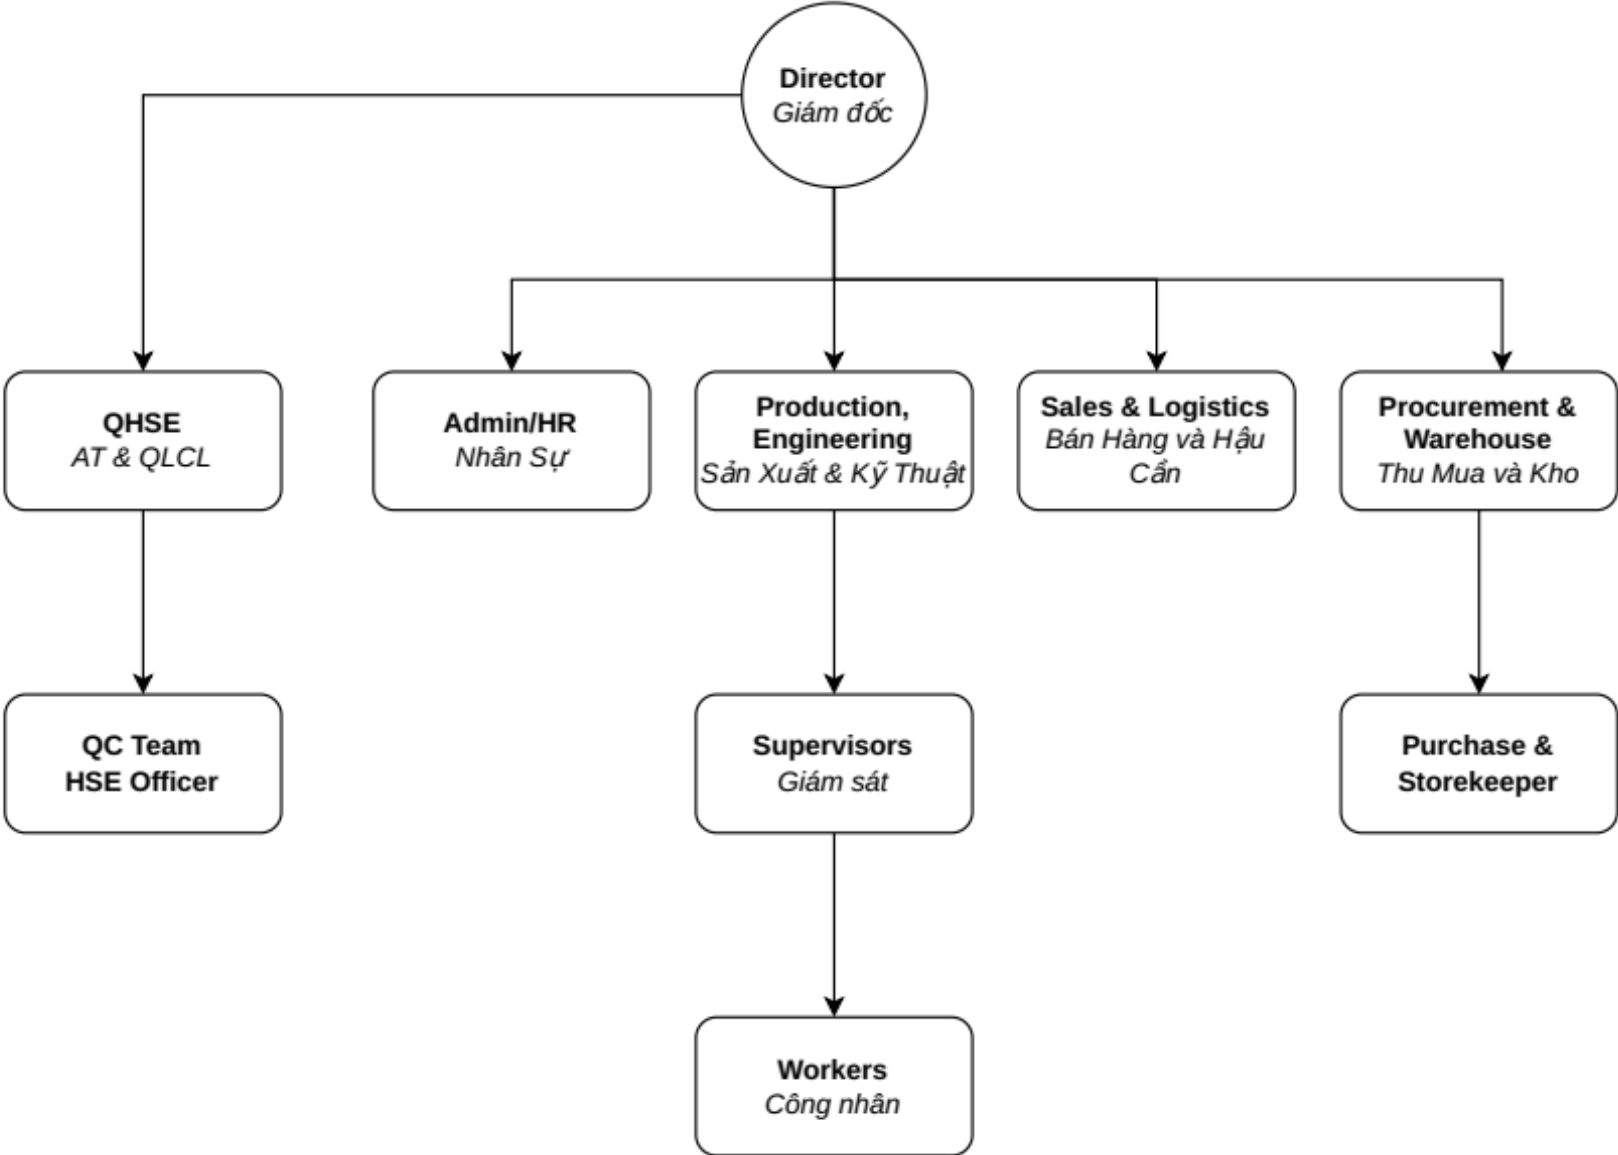 Director
Giám đốc
QHSE
AT & QLCL
Admin/HR
Nhân Sự
Production,
Engineering
Sản Xuất & Kỹ Thuật
Sales & Logistics
Bán Hàng và Hậu
Cần
Procurement &
Warehouse
Thu Mua và Kho
QC Team
HSE Officer
Supervisors
Giám sát
Purchase &
Storekeeper
Workers
Công nhân